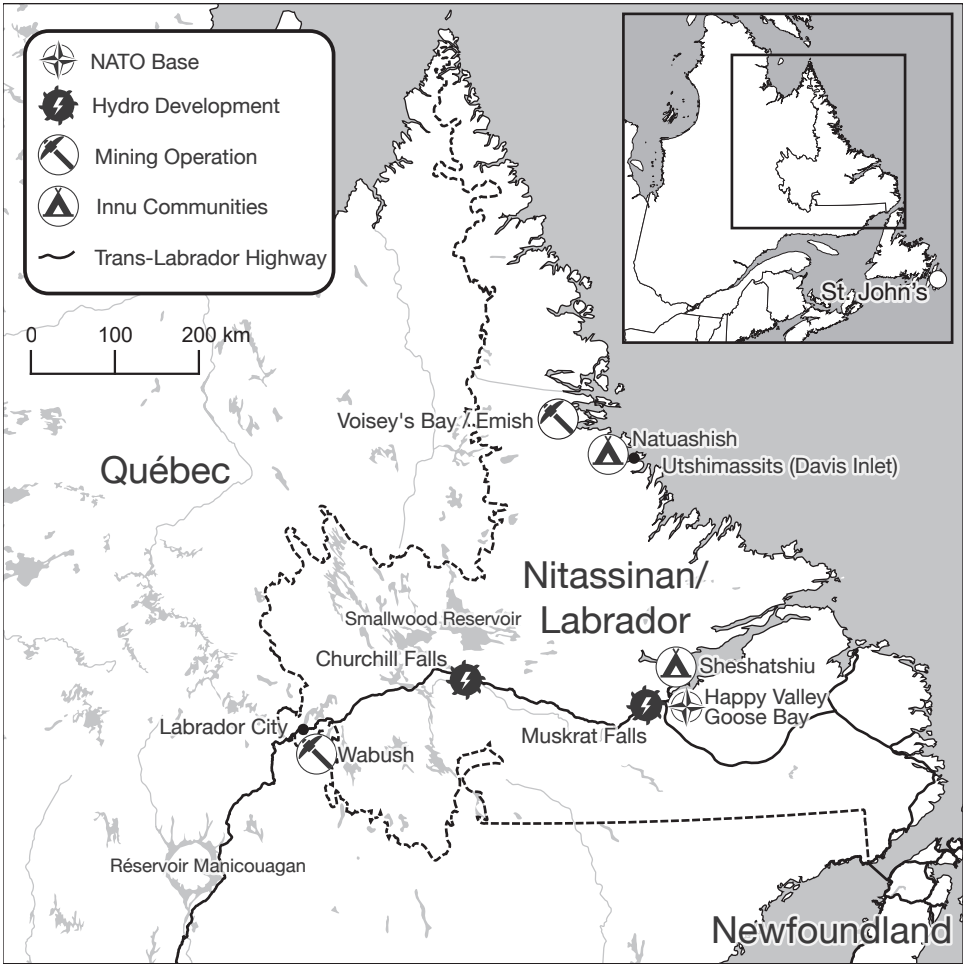 NATO Base
Hydro Development
Mining Operation
Innu Communities
Trans-Labrador Highway
0 100 200 km
St. John's
Voisey's Bay / Emish
Natuashish
Utshimassits (Davis Inlet)
Québec
Nitassinan/
Labrador
Smallwood Reservoir
Churchill Falls
Sheshatshiu
Happy Valley
Goose Bay
Muskrat Falls
Labrador City
Wabush
Réservoir Manicouagan
Newfoundland